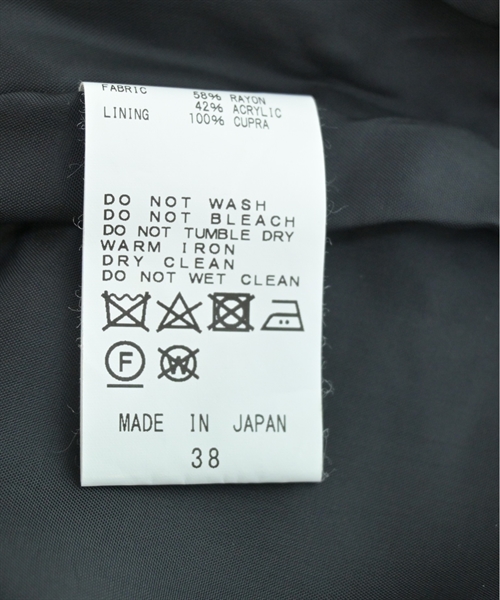 FABRIC 58% RAYON
42% ACRYLIC
LINING 100% CUPRA
DO NOT WASH
DO NOT BLEACH
DO NOT TUMBLE DRY
WARM IRON
DRY CLEAN
DO NOT WET CLEAN
F W
MADE IN JAPAN
38